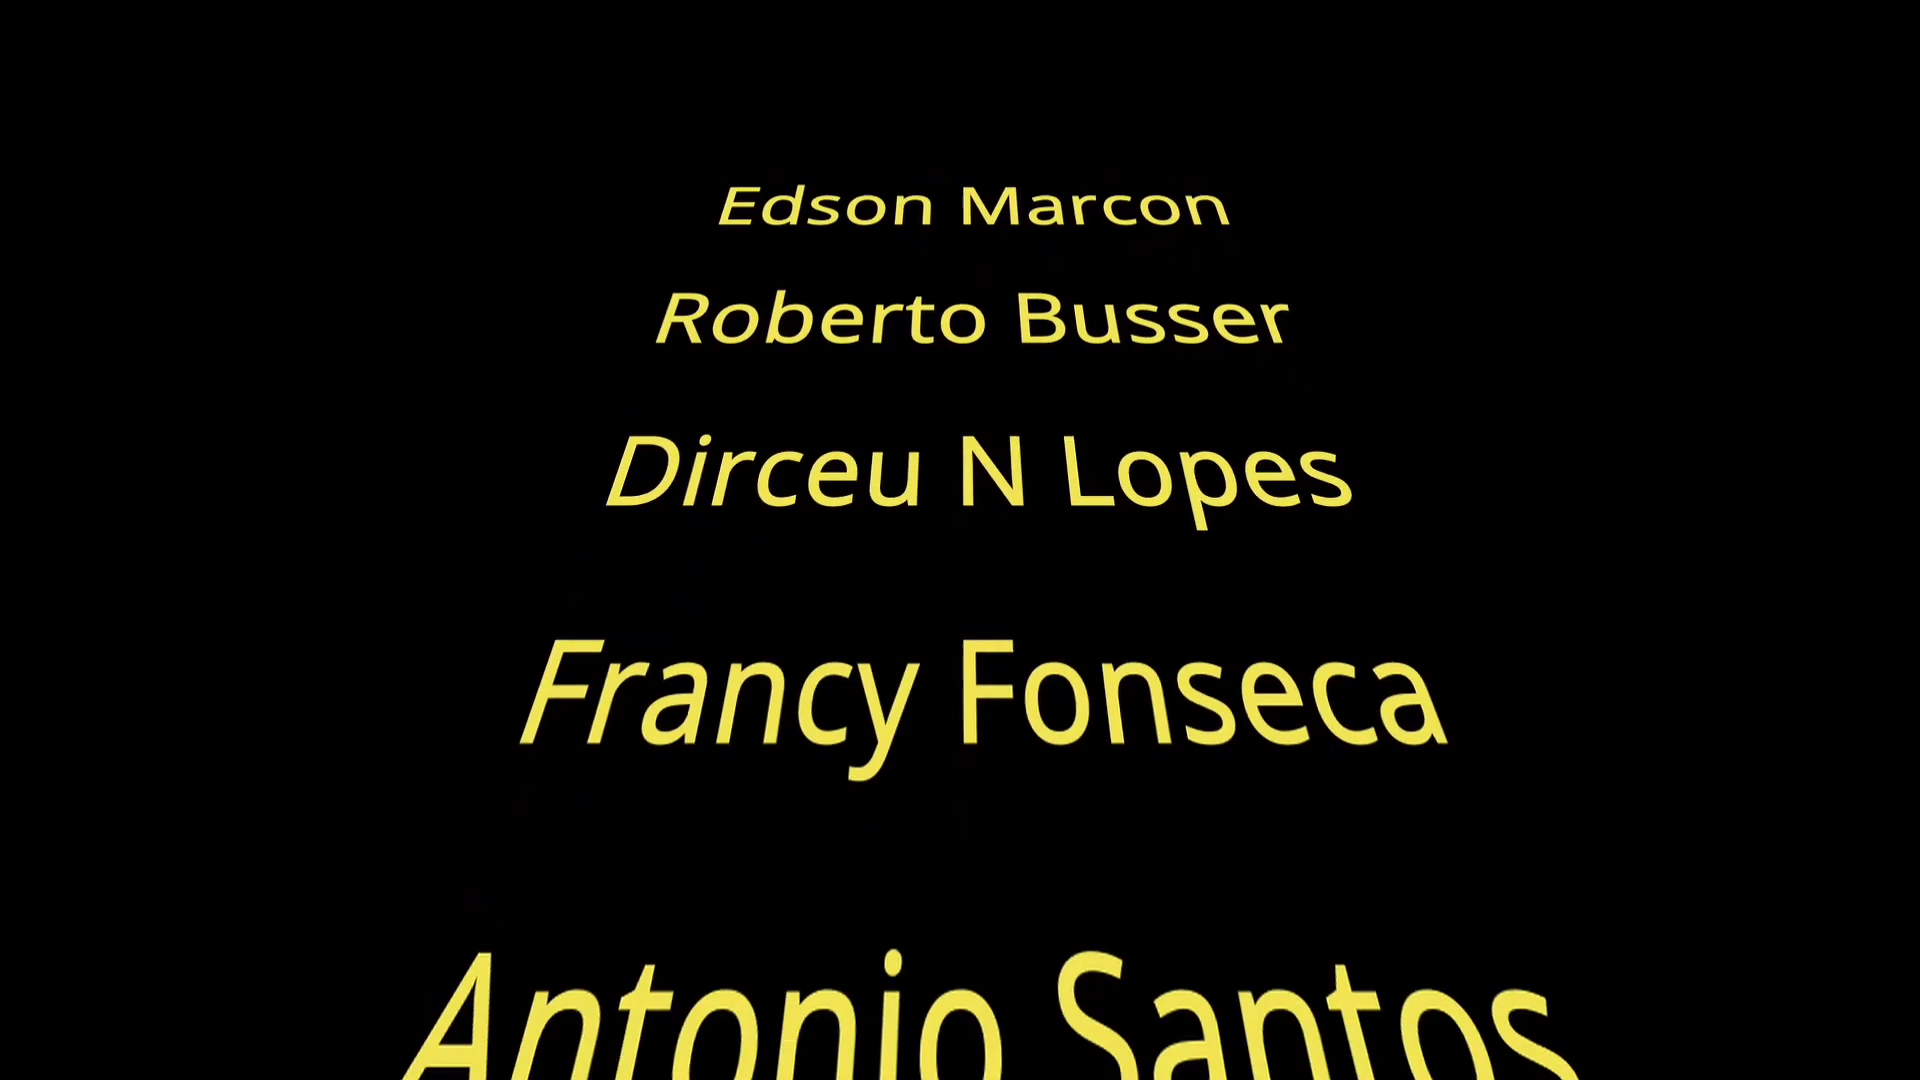 Edson Marcon
Roberto Busser
Dirceu N Lopes
Francy Fonseca
Antonio Santos